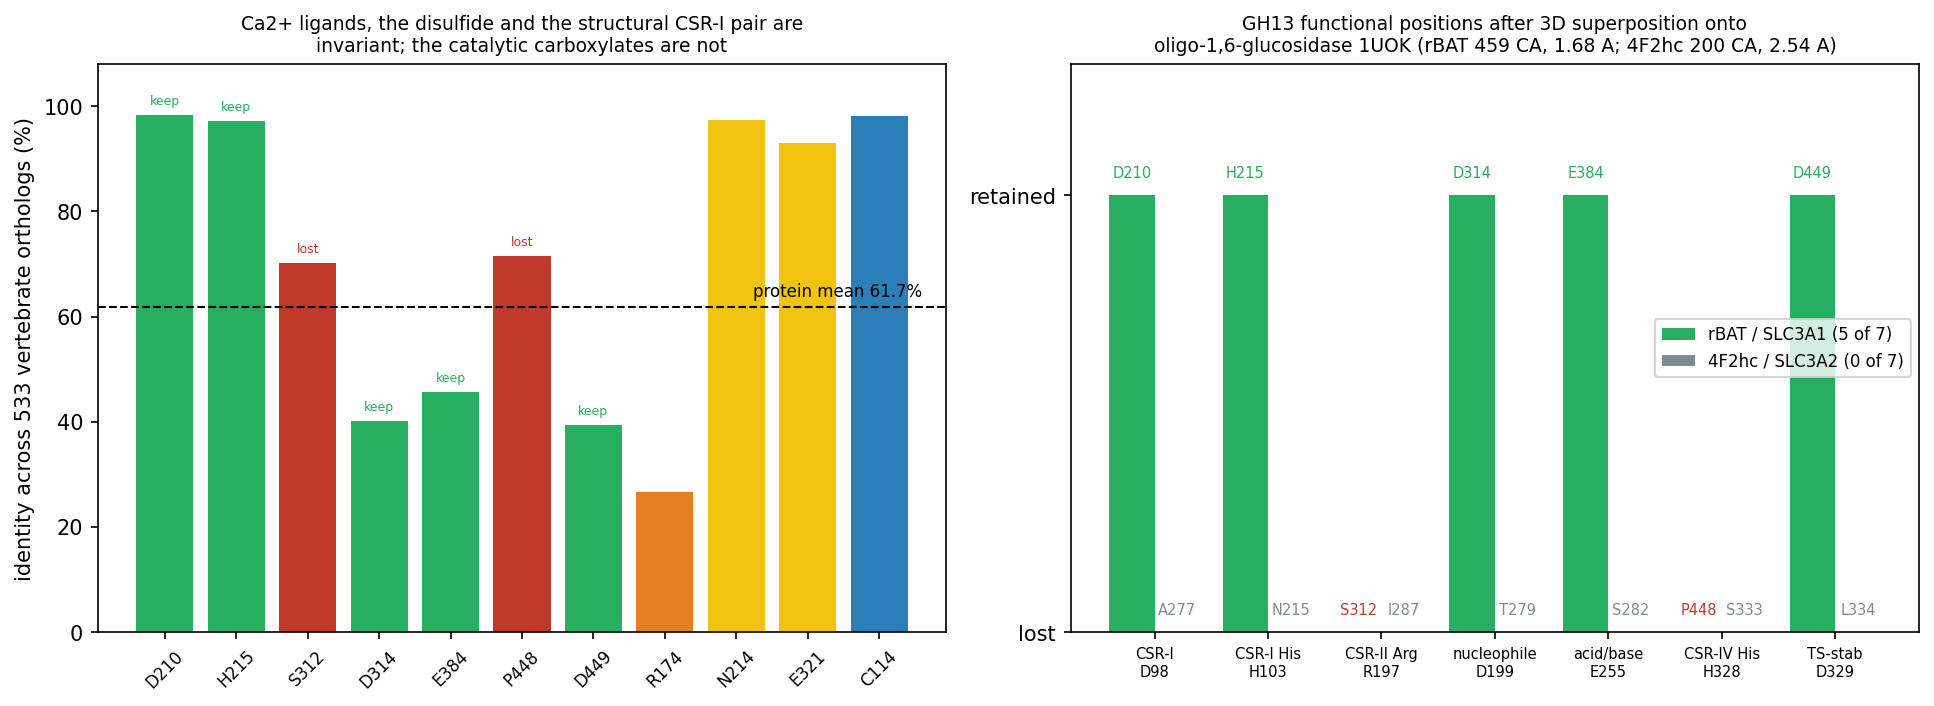 Ca2+ ligands, the disulfide and the structural CSR-I pair are
invariant; the catalytic carboxylates are not
identity across 533 vertebrate orthologs (%)
100
80
60
40
20
0
keep
keep
lost
keep
keep
lost
keep
protein mean 61.7%
D210
H215
S312
D314
E384
P448
D449
R174
N214
E321
C114
GH13 functional positions after 3D superposition onto
oligo-1,6-glucosidase 1UOK (rBAT 459 CA, 1.68 A; 4F2hc 200 CA, 2.54 A)
retained
lost
D210
H215
D314
E384
D449
rBAT / SLC3A1 (5 of 7)
4F2hc / SLC3A2 (0 of 7)
A277
N215
S312
I287
T279
S282
P448
S333
L334
CSR-I
D98
CSR-I His
H103
CSR-II Arg
R197
nucleophile
D199
acid/base
E255
CSR-IV His
H328
TS-stab
D329